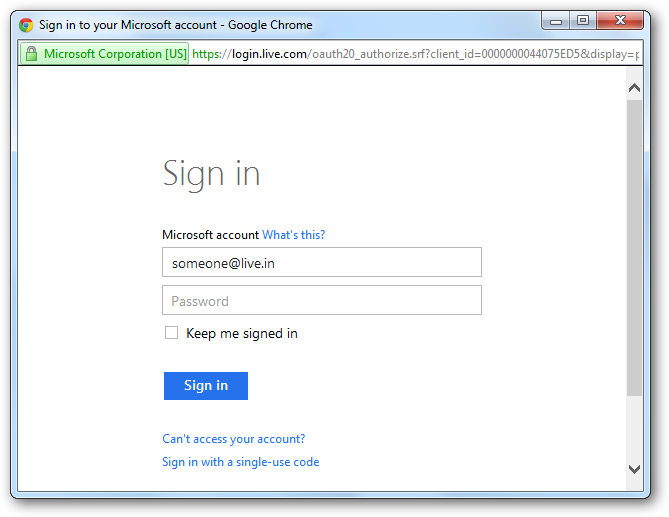 Sign in to your Microsoft account - Google Chrome
Microsoft Corporation [US] https://login.live.com/oauth20_authorize.srf?client_id=0000000044075ED5&display=p
Sign in
Microsoft account What's this?
someone@live.in
Password
Keep me signed in
Sign in
Can't access your account?
Sign in with a single-use code